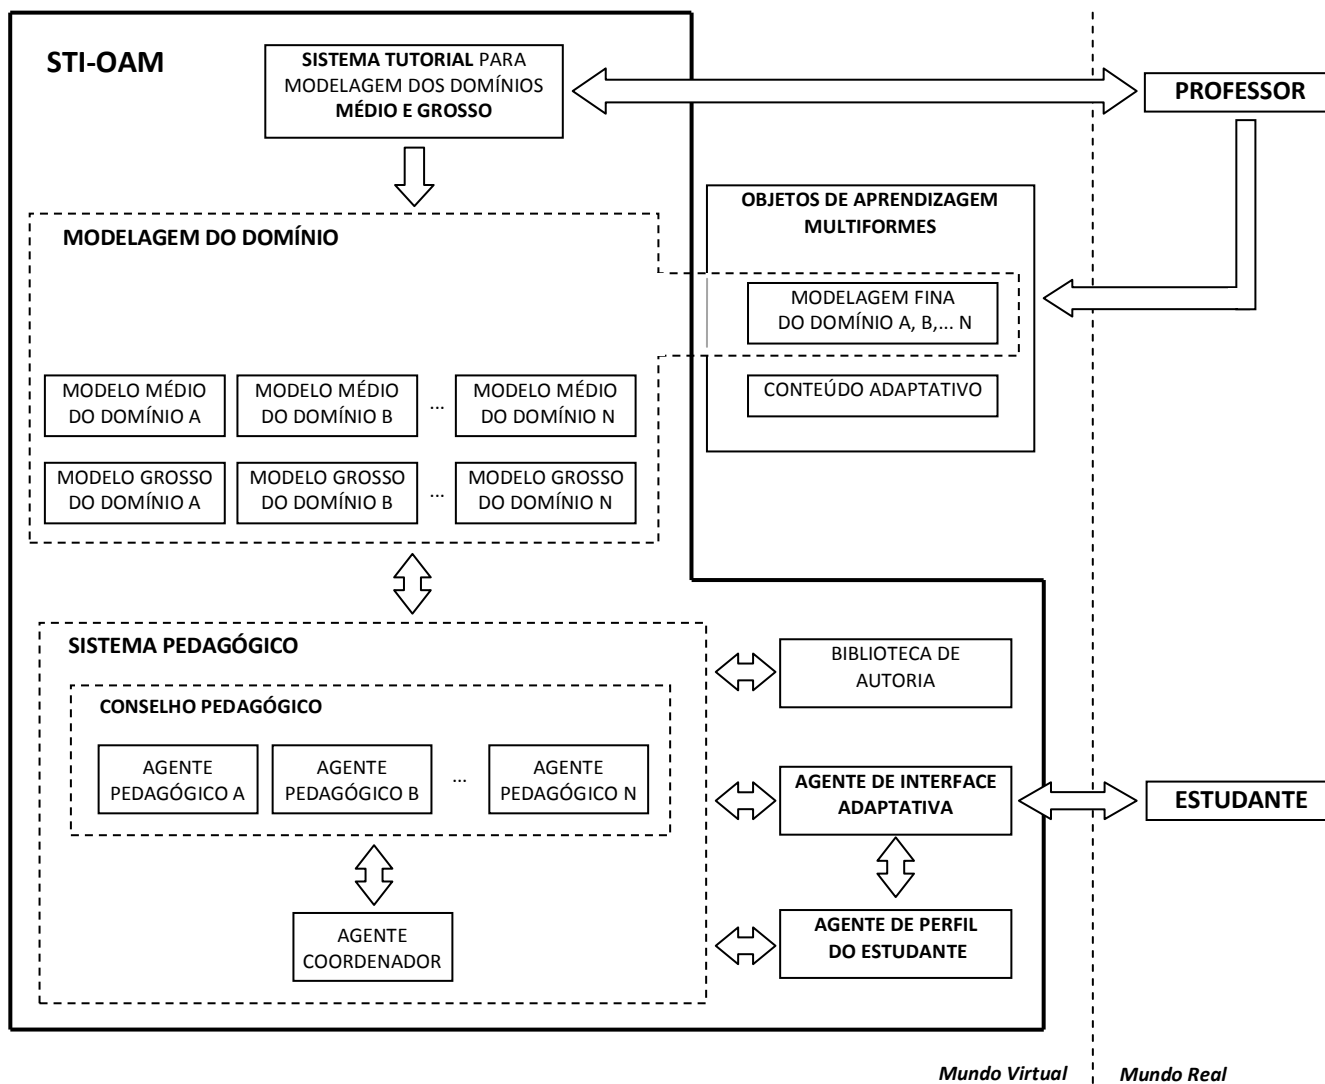 STI-OAM
SISTEMA TUTORIAL PARA
MODELAGEM DOS DOMÍNIOS
MÉDIO E GROSSO
PROFESSOR
OBJETOS DE APRENDIZAGEM
MULTIFORMES
MODELAGEM DO DOMÍNIO
MODELAGEM FINA
DO DOMÍNIO A, B,... N
CONTEÚDO ADAPTATIVO
MODELO MÉDIO
DO DOMÍNIO A
MODELO MÉDIO
DO DOMÍNIO B
...
MODELO MÉDIO
DO DOMÍNIO N
MODELO GROSSO
DO DOMÍNIO A
MODELO GROSSO
DO DOMÍNIO B
...
MODELO GROSSO
DO DOMÍNIO N
SISTEMA PEDAGÓGICO
CONSELHO PEDAGÓGICO
AGENTE
PEDAGÓGICO A
AGENTE
PEDAGÓGICO B
...
AGENTE
PEDAGÓGICO N
AGENTE
COORDENADOR
BIBLIOTECA DE
AUTORIA
AGENTE DE INTERFACE
ADAPTATIVA
ESTUDANTE
AGENTE DE PERFIL
DO ESTUDANTE
Mundo Virtual
Mundo Real